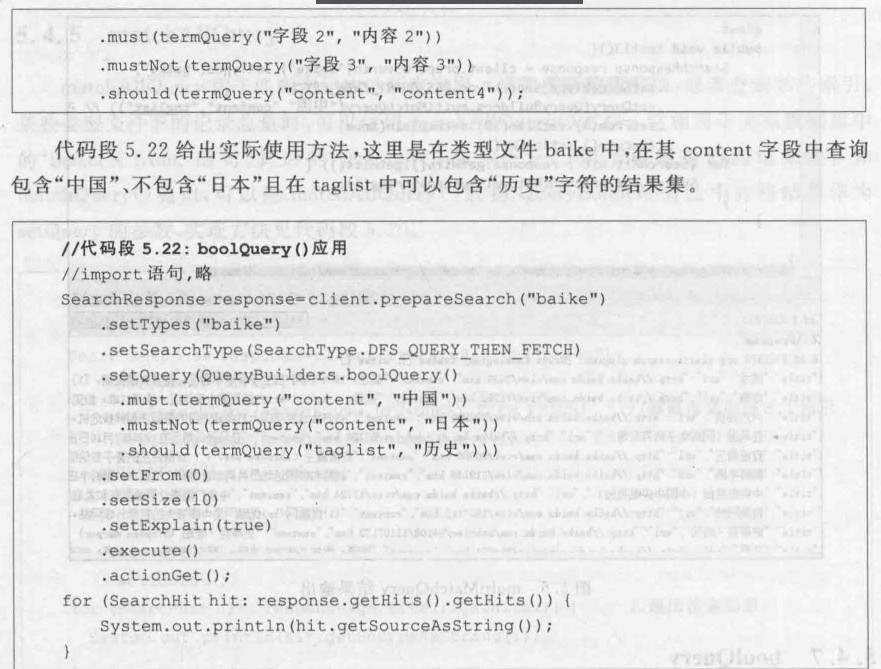 .must(termQuery("字段 2", "内容 2"))
.mustNot(termQuery("字段 3", "内容 3"))
.should(termQuery("content", "content4"));
代码段 5.22 给出实际使用方法,这里是在类型文件 baike 中,在其 content 字段中查询
包含“中国”、不包含“日本”且在 taglist 中可以包含“历史”字符的结果集。
//代码段 5.22: boolQuery()应用
//import 语句,略
SearchResponse response=client.prepareSearch("baike")
.setTypes("baike")
.setSearchType(SearchType.DFS_QUERY_THEN_FETCH)
.setQuery(QueryBuilders.boolQuery()
.must(termQuery("content", "中国"))
.mustNot(termQuery("content", "日本"))
.should(termQuery("taglist", "历史")))
.setFrom(0)
.setSize(10)
.setExplain(true)
.execute()
.actionGet();
for (SearchHit hit: response.getHits().getHits()) {
System.out.println(hit.getSourceAsString());
}